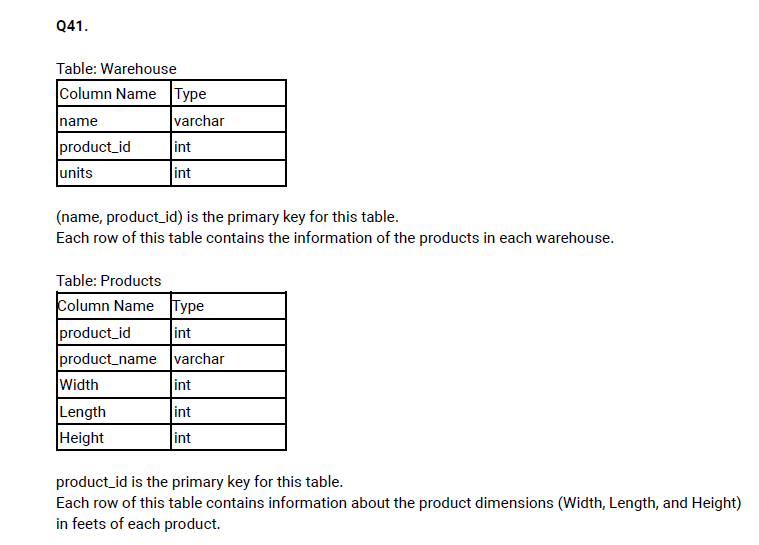 Q41.
Table: Warehouse
Column Name Type
name varchar
product_id int
units int
(name, product_id) is the primary key for this table.
Each row of this table contains the information of the products in each warehouse.
Table: Products
Column Name Type
product_id int
product_name varchar
Width int
Length int
Height int
product_id is the primary key for this table.
Each row of this table contains information about the product dimensions (Width, Length, and Height)
in feets of each product.